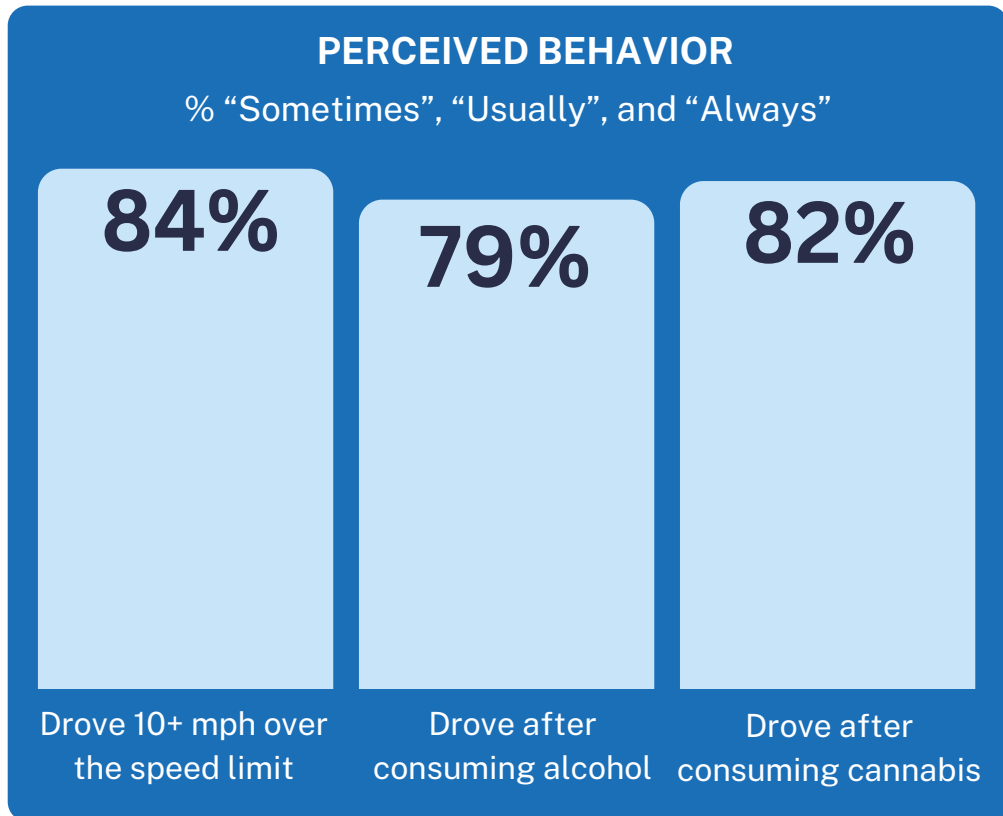 PERCEIVED BEHAVIOR
% “Sometimes”, “Usually”, and “Always”
84%
79%
82%
Drove 10+ mph over
the speed limit
Drove after
consuming alcohol
Drove after
consuming cannabis